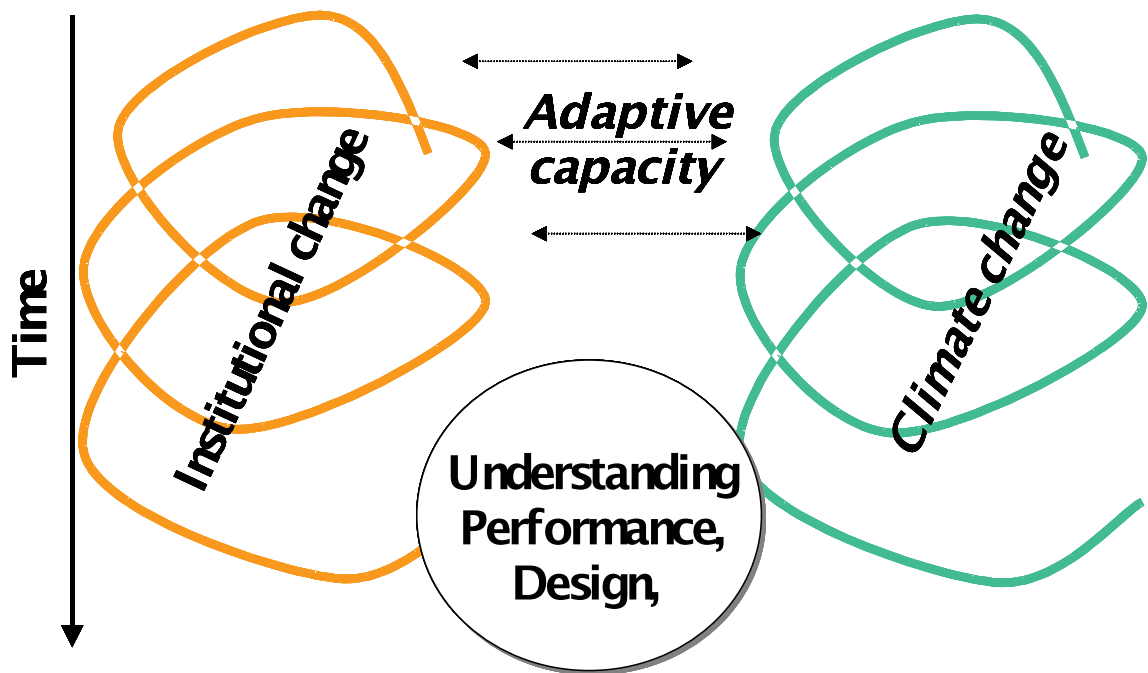 Time
Institutional change
Adaptive
capacity
Climate change
Understanding
Performance,
Design,